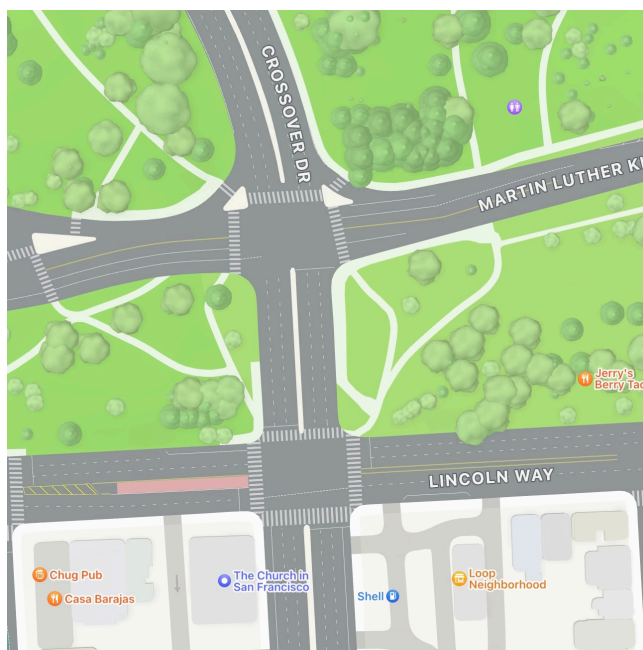 CROSSOVER DR
MARTIN LUTHER KI
Jerry's
Berry Tac
LINCOLN WAY
Chug Pub
Casa Barajas
The Church in
San Francisco
Shell
Loop
Neighborhood